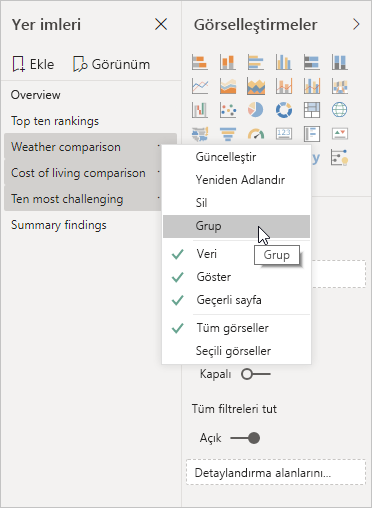 Yer imleri
Ekle
Görünüm
Overview
Top ten rankings
Weather comparison
Cost of living comparison
Ten most challenging
Summary findings
Görselleştirmeler
123
Güncelleştir
Yeniden Adlandır
Sil
Grup
Grup
Veri
Göster
Geçerli sayfa
Tüm görseller
Seçili görseller
Kapalı
Tüm filtreleri tut
Açık
Detaylandırma alanlarını...